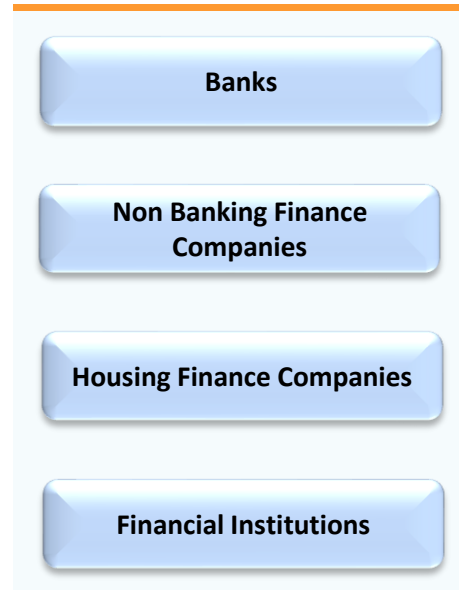 Banks
Non Banking Finance
Companies
Housing Finance Companies
Financial Institutions